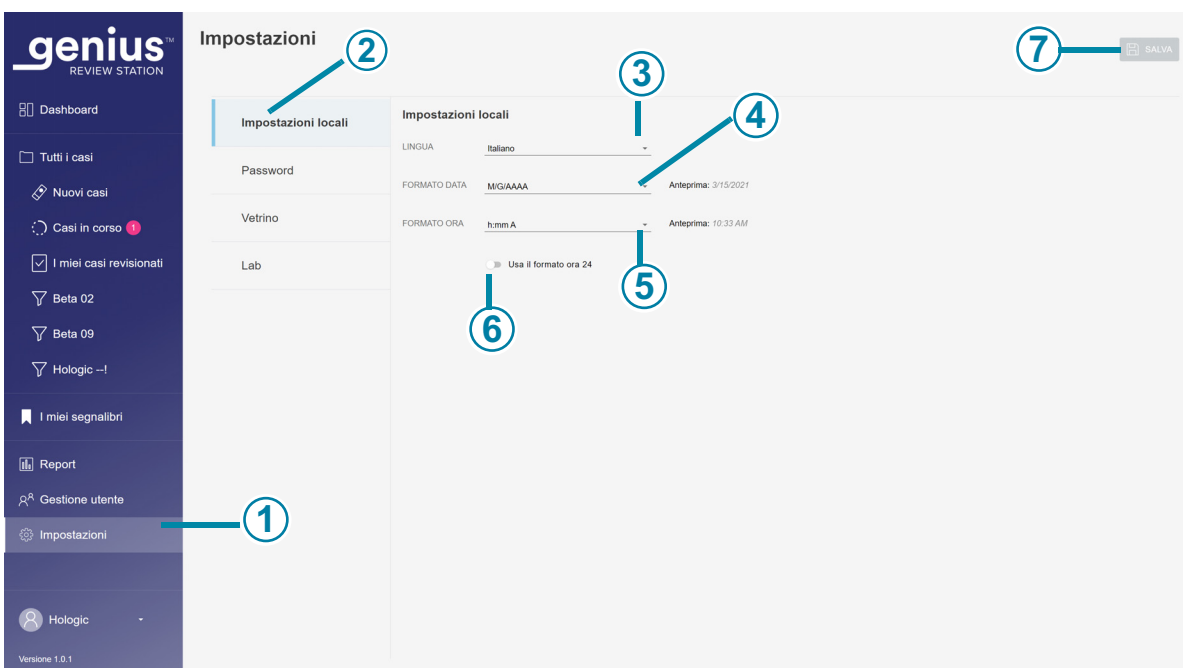 genius™
REVIEW STATION
Dashboard
Tutti i casi
Nuovi casi
Casi in corso 1
I miei casi revisionati
Beta 02
Beta 09
Hologic --!
I miei segnalibri
Report
Gestione utente
Impostazioni
Hologic
Versione 1.0.1
Impostazioni
SALVA
Impostazioni locali
Password
Vetrino
Lab
Impostazioni locali
LINGUA Italiano
FORMATO DATA M/G/AAAA Anteprima: 3/15/2021
FORMATO ORA h:mm A Anteprima: 10:33 AM
Usa il formato ora 24
1
2
3
4
5
6
7